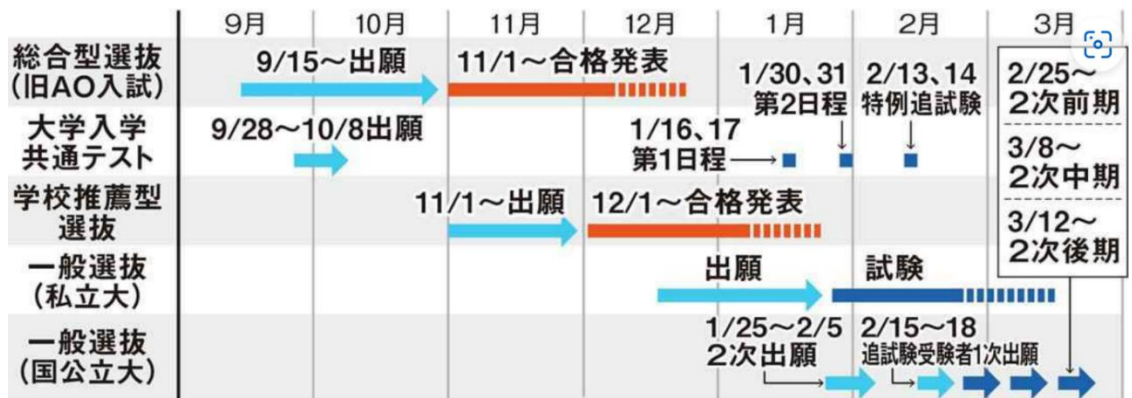 9月 10月 11月 12月 1月 2月 3月
総合型選抜
(旧AO入試)
9/15〜出願
11/1〜合格発表
大学入学
共通テスト
9/28〜10/8出願
1/16、17
第1日程
1/30、31
第2日程
2/13、14
特例追試験
学校推薦型
選抜
11/1〜出願
12/1〜合格発表
一般選抜
(私立大)
出願
試験
一般選抜
(国公立大)
1/25〜2/5
2次出願
2/15〜18
追試験受験者1次出願
2/25〜
2次前期
3/8〜
2次中期
3/12〜
2次後期